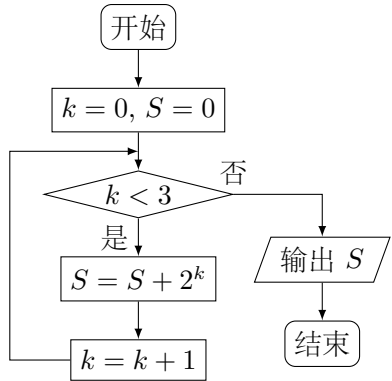 开始
k = 0, S = 0
k < 3
否
是
S = S + 2^k
输出 S
k = k + 1
结束